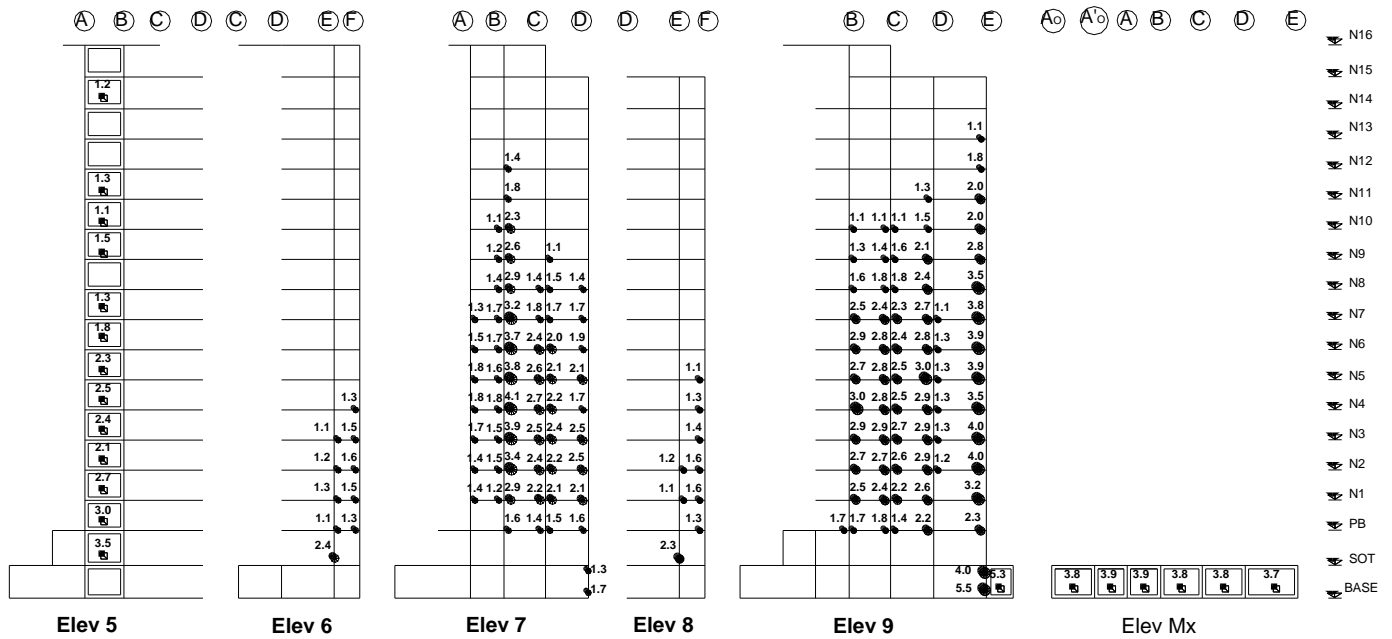 A B C D C D E F A B C D D E F B C D E Ao A'o A B C D E
N16
N15
1.2
N14
1.1 N13
1.4 1.8 N12
1.3 1.8 1.3 2.0 N11
1.1 1.1 2.3 1.1 1.1 1.1 1.5 2.0 N10
1.5 1.2 2.6 1.1 1.3 1.4 1.6 2.1 2.8 N9
1.4 2.9 1.4 1.5 1.4 1.6 1.8 1.8 2.4 3.5 N8
1.3 1.3 1.7 3.2 1.8 1.7 1.7 2.5 2.4 2.3 2.7 1.1 3.8 N7
1.8 1.5 1.7 3.7 2.4 2.0 1.9 2.9 2.8 2.4 2.8 1.3 3.9 N6
2.3 1.8 1.6 3.8 2.6 2.1 2.1 1.1 2.7 2.8 2.5 3.0 1.3 3.9 N5
2.5 1.3 1.8 1.8 4.1 2.7 2.2 1.7 1.3 3.0 2.8 2.5 2.9 1.3 3.5 N4
2.4 1.1 1.5 1.7 1.5 3.9 2.5 2.4 2.5 1.4 2.9 2.9 2.7 2.9 1.3 4.0 N3
2.1 1.2 1.6 1.4 1.5 3.4 2.4 2.2 2.5 1.2 1.6 2.7 2.7 2.6 2.9 1.2 4.0 N2
2.7 1.3 1.5 1.4 1.2 2.9 2.2 2.1 2.1 1.1 1.6 2.5 2.4 2.2 2.6 3.2 N1
3.0 1.1 1.3 1.6 1.4 1.5 1.6 1.3 1.7 1.7 1.8 1.4 2.2 2.3 PB
3.5 2.4 2.3 SOT
1.3 4.0 5.3 3.8 3.9 3.9 3.8 3.8 3.7
1.7 5.5 BASE
Elev 5 Elev 6 Elev 7 Elev 8 Elev 9 Elev Mx